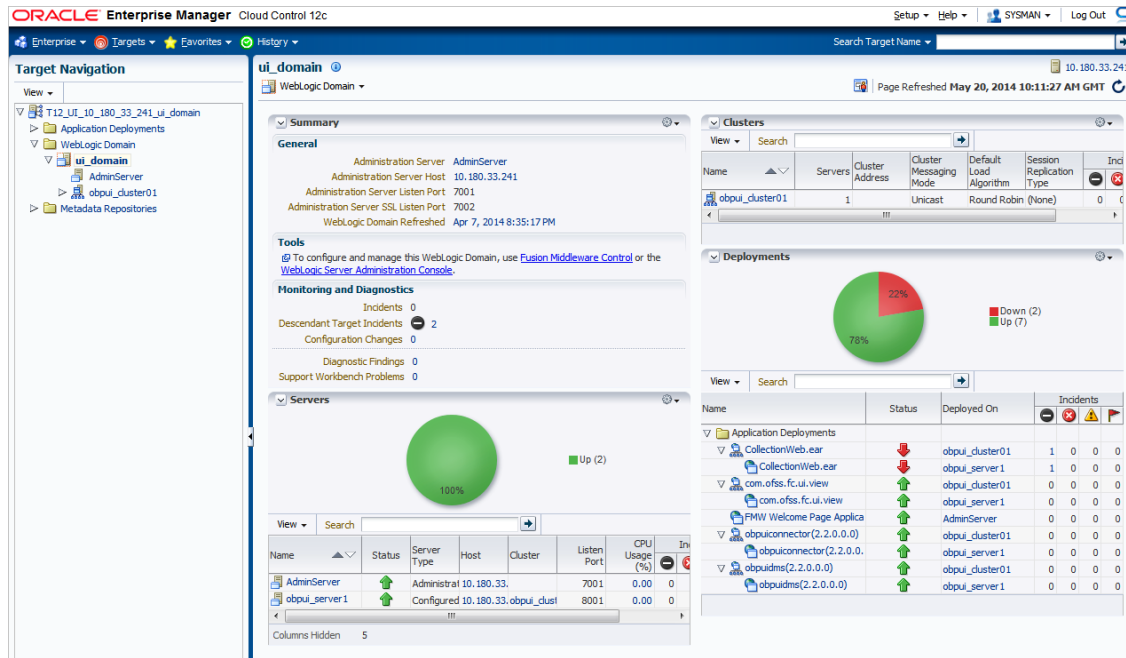 ORACLE Enterprise Manager Cloud Control 12c
Setup Help SYSMAN Log Out
Enterprise Targets Favorites History Search Target Name
Target Navigation
View
T12_UI_10_180_33_241_ui_domain
Application Deployments
WebLogic Domain
ui_domain
AdminServer
obpui_cluster01
Metadata Repositories
ui_domain 10.180.33.241
WebLogic Domain Page Refreshed May 20, 2014 10:11:27 AM GMT
Summary
General
Administration Server AdminServer
Administration Server Host 10.180.33.241
Administration Server Listen Port 7001
Administration Server SSL Listen Port 7002
WebLogic Domain Refreshed Apr 7, 2014 8:35:17 PM
Tools
To configure and manage this WebLogic Domain, use Fusion Middleware Control or the
WebLogic Server Administration Console.
Monitoring and Diagnostics
Incidents 0
Descendant Target Incidents 2
Configuration Changes 0
Diagnostic Findings 0
Support Workbench Problems 0
Servers
100%
Up (2)
View Search
Name Status Server Type Host Cluster Listen Port CPU Usage (%) In
AdminServer Administrat 10.180.33. 7001 0.00 0
obpui_server1 Configured 10.180.33. obpui_clust 8001 0.00 0
Columns Hidden 5
Clusters
View Search
Name Servers Cluster Address Cluster Messaging Mode Default Load Algorithm Session Replication Type Inci
obpui_cluster01 1 Unicast Round Robin (None) 0 0
Deployments
22%
78%
Down (2)
Up (7)
View Search
Name Status Deployed On Incidents
Application Deployments
CollectionWeb.ear obpui_cluster01 1 0 0 0
CollectionWeb.ear obpui_server1 1 0 0 0
com.ofss.fc.ui.view obpui_cluster01 0 0 0 0
com.ofss.fc.ui.view obpui_server1 0 0 0 0
FMW Welcome Page Applica AdminServer 0 0 0 0
obpuiconnector(2.2.0.0.0) obpui_cluster01 0 0 0 0
obpuiconnector(2.2.0.0. obpui_server1 0 0 0 0
obpuidms(2.2.0.0.0) obpui_cluster01 0 0 0 0
obpuidms(2.2.0.0.0) obpui_server1 0 0 0 0